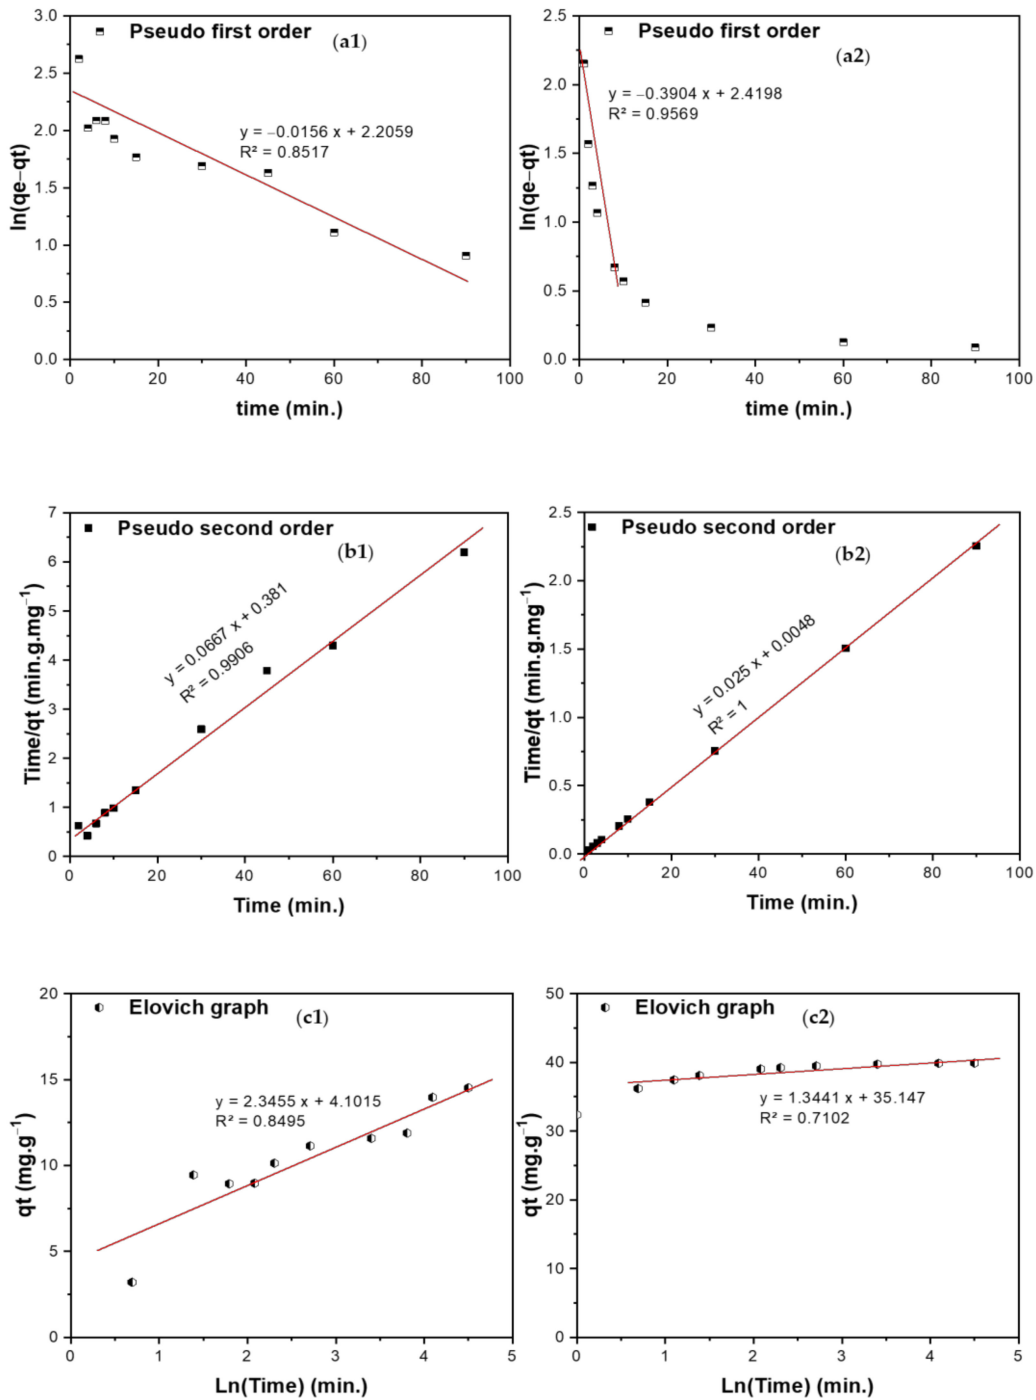 Pseudo first order
(a1)
y = −0.0156 x + 2.2059
R² = 0.8517
3.0
2.5
2.0
1.5
1.0
0.5
0.0
ln(qe−qt)
0 20 40 60 80 100
time (min.)
Pseudo first order
(a2)
y = −0.3904 x + 2.4198
R² = 0.9569
2.5
2.0
1.5
1.0
0.5
0.0
ln(qe−qt)
0 20 40 60 80 100
time (min.)
Pseudo second order
(b1)
y = 0.0667 x + 0.381
R² = 0.9906
7
6
5
4
3
2
1
0
Time/qt (min.g.mg⁻¹)
0 20 40 60 80 100
Time (min.)
Pseudo second order
(b2)
y = 0.025 x + 0.0048
R² = 1
2.5
2.0
1.5
1.0
0.5
0.0
Time/qt (min.g.mg⁻¹)
0 20 40 60 80 100
Time (min.)
Elovich graph
(c1)
y = 2.3455 x + 4.1015
R² = 0.8495
20
15
10
5
0
qt (mg.g⁻¹)
0 1 2 3 4 5
Ln(Time) (min.)
Elovich graph
(c2)
y = 1.3441 x + 35.147
R² = 0.7102
50
40
30
20
10
0
qt (mg.g⁻¹)
0 1 2 3 4 5
Ln(Time) (min.)